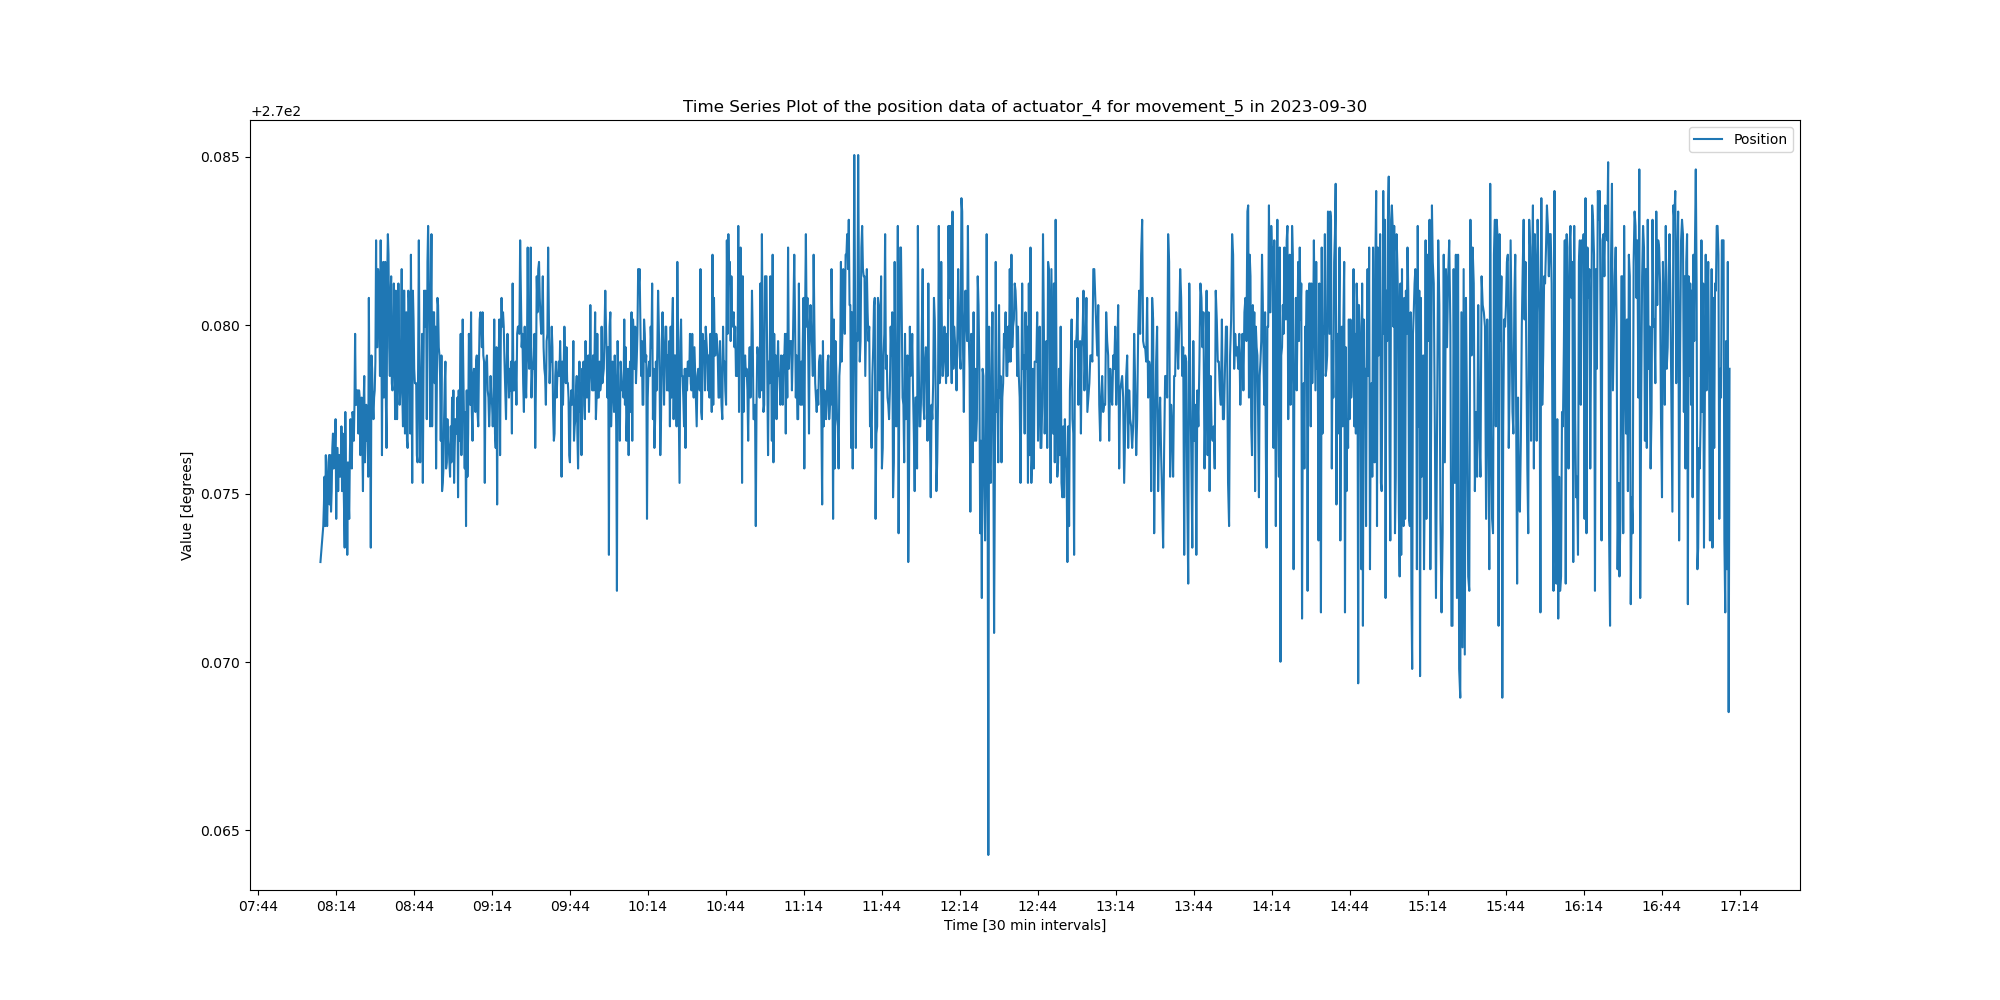 Time Series Plot of the position data of actuator_4 for movement_5 in 2023-09-30
+2.7e2
Position
0.085
0.080
0.075
0.070
0.065
Value [degrees]
07:44 08:14 08:44 09:14 09:44 10:14 10:44 11:14 11:44 12:14 12:44 13:14 13:44 14:14 14:44 15:14 15:44 16:14 16:44 17:14
Time [30 min intervals]